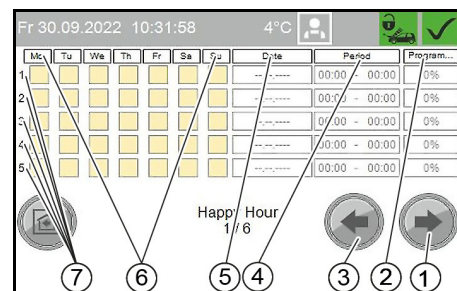 Fr 30.09.2022 10:31:58 4°C
Mo Tu We Th Fr Sa Su Date Period Program...
1 --.--.---- 00:00 - 00:00 0%
2 --.--.---- 00:00 - 00:00 0%
3 --.--.---- 00:00 - 00:00 0%
4 --.--.---- 00:00 - 00:00 0%
5 --.--.---- 00:00 - 00:00 0%
Happy Hour
1 / 6
7 6 5 4 3 2 1